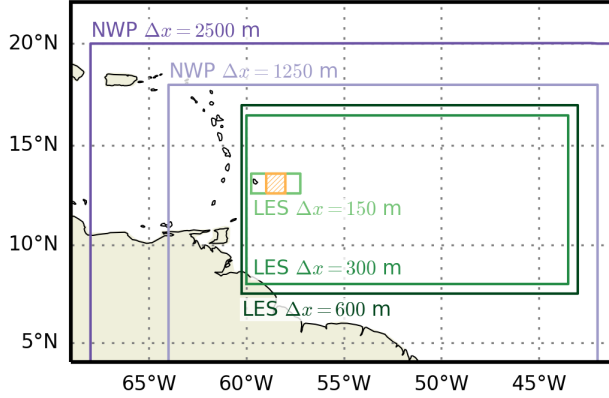 NWP Δx = 2500 m
20°N
NWP Δx = 1250 m
15°N
LES Δx = 150 m
10°N
LES Δx = 300 m
LES Δx = 600 m
5°N
65°W 60°W 55°W 50°W 45°W